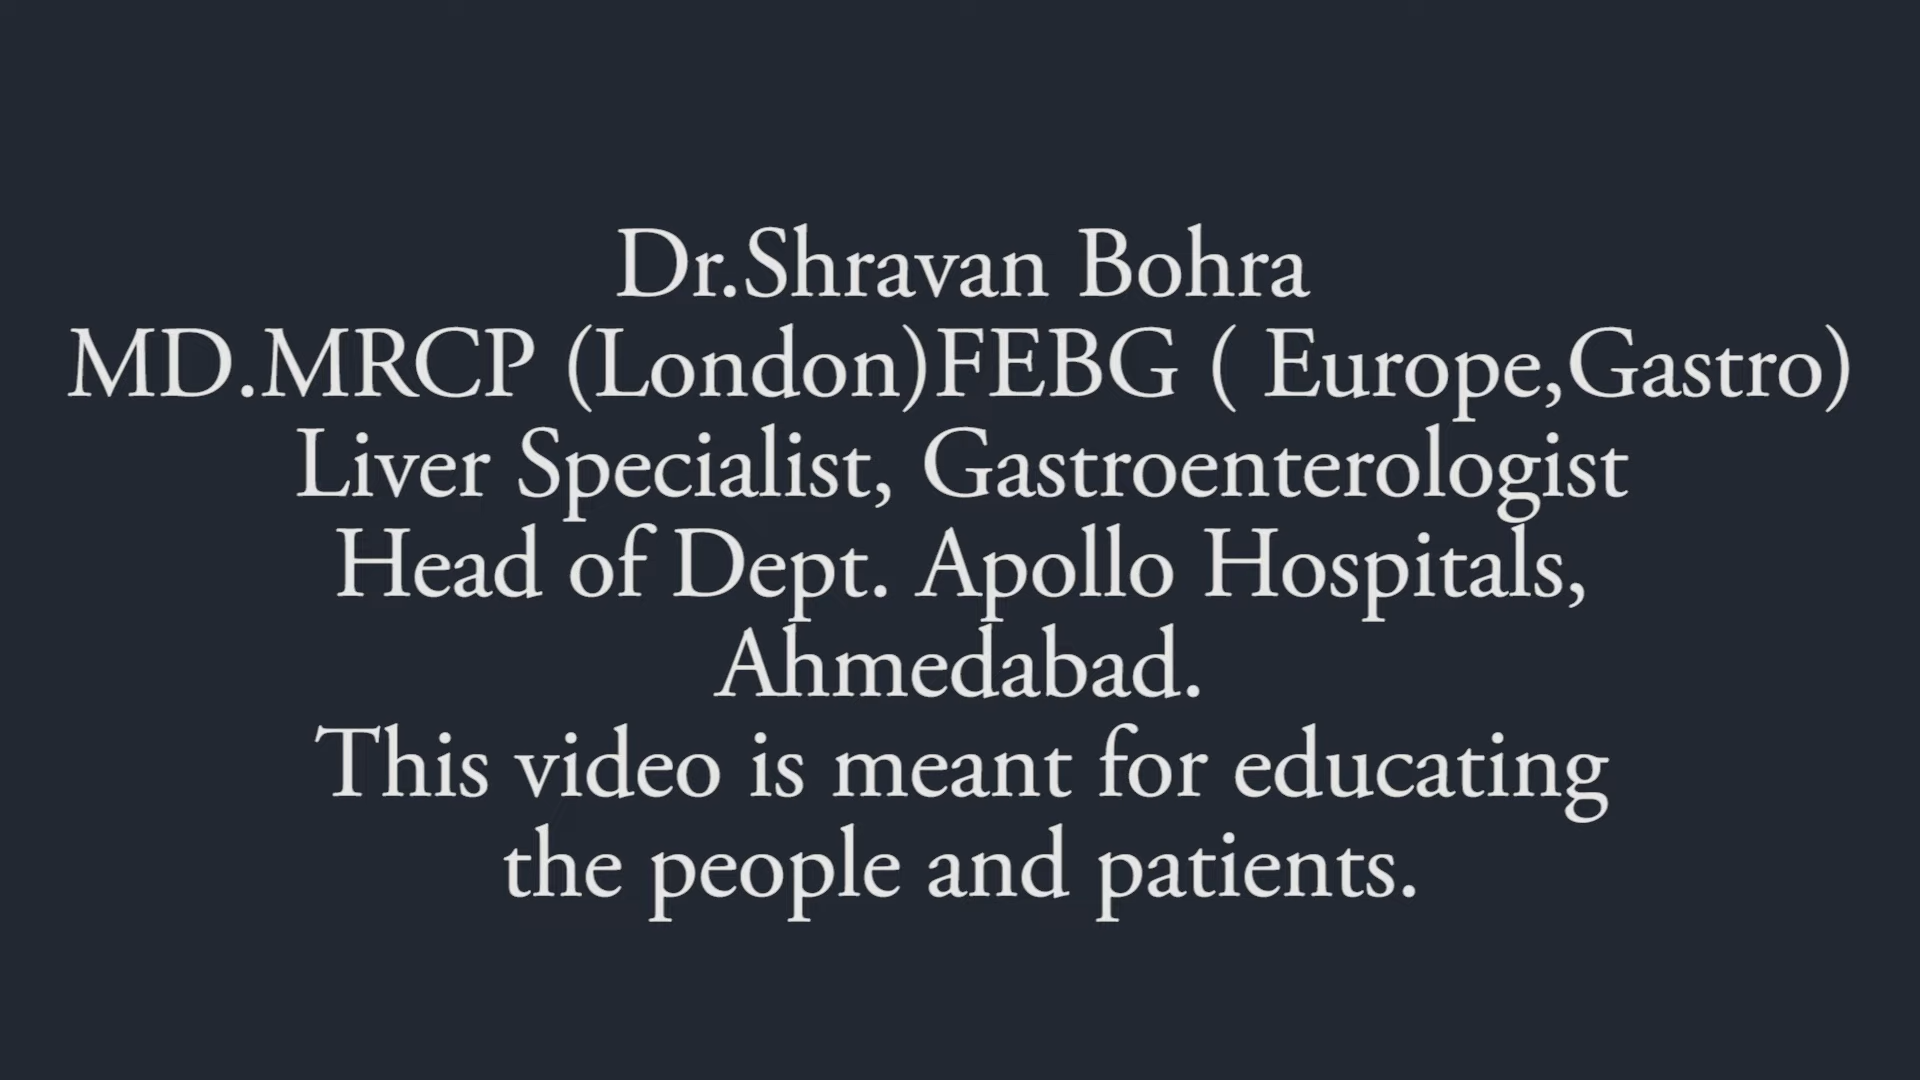 Dr.Shravan Bohra
MD.MRCP (London)FEBG ( Europe,Gastro)
Liver Specialist, Gastroenterologist
Head of Dept. Apollo Hospitals,
Ahmedabad.
This video is meant for educating
the people and patients.